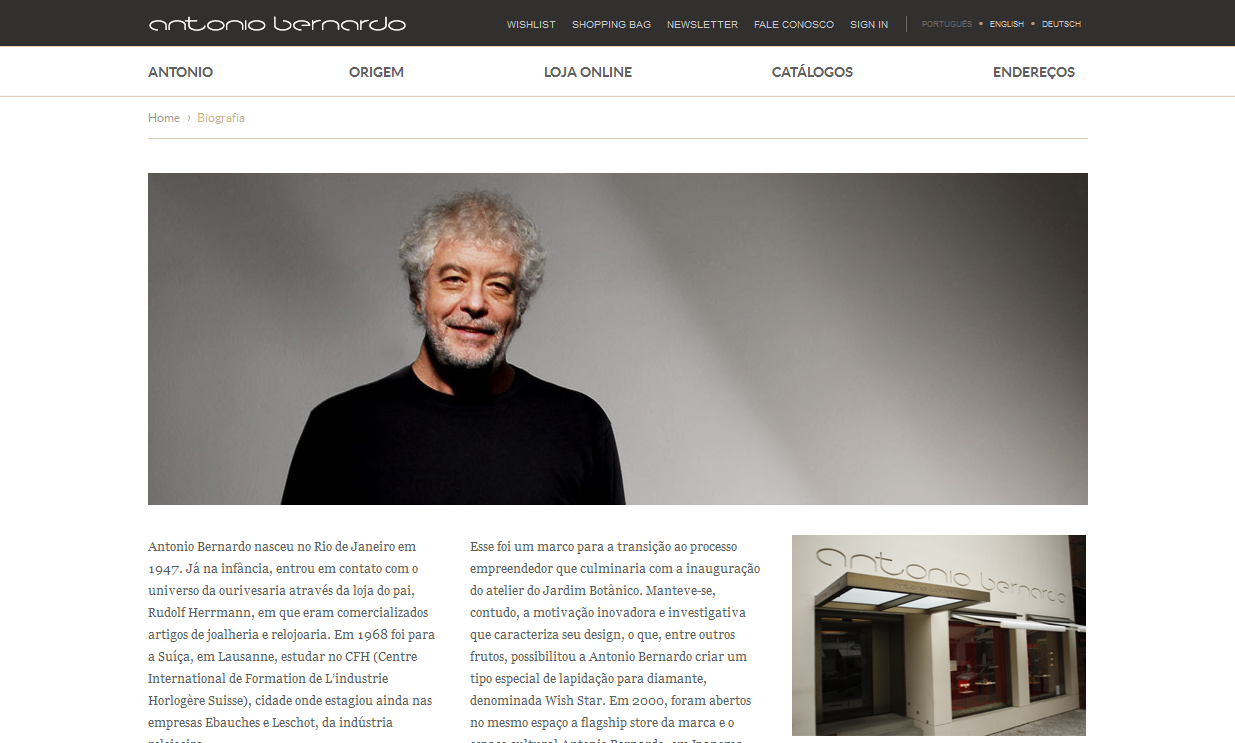 antonio bernardo
WISHLIST SHOPPING BAG NEWSLETTER FALE CONOSCO SIGN IN PORTUGUÊS ENGLISH DEUTSCH
ANTONIO ORIGEM LOJA ONLINE CATÁLOGOS ENDEREÇOS
Home › Biografia
Antonio Bernardo nasceu no Rio de Janeiro em
1947. Já na infância, entrou em contato com o
universo da ourivesaria através da loja do pai,
Rudolf Herrmann, em que eram comercializados
artigos de joalheria e relojoaria. Em 1968 foi para
a Suíça, em Lausanne, estudar no CFH (Centre
International de Formation de L'industrie
Horlogère Suisse), cidade onde estagiou ainda nas
empresas Ebauches e Leschot, da indústria
Esse foi um marco para a transição ao processo
empreendedor que culminaria com a inauguração
do atelier do Jardim Botânico. Manteve-se,
contudo, a motivação inovadora e investigativa
que caracteriza seu design, o que, entre outros
frutos, possibilitou a Antonio Bernardo criar um
tipo especial de lapidação para diamante,
denominada Wish Star. Em 2000, foram abertos
no mesmo espaço a flagship store da marca e o
antonio bernardo